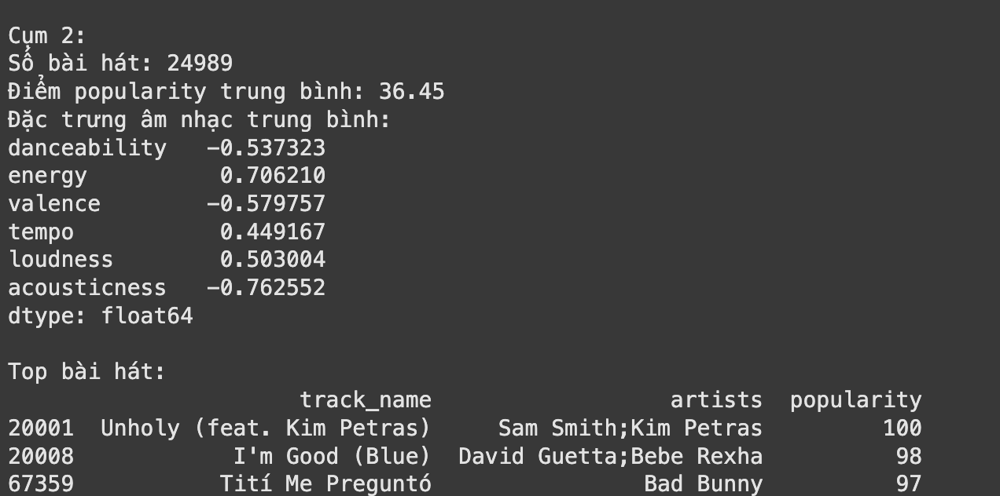 Cụm 2:
Số bài hát: 24989
Điểm popularity trung bình: 36.45
Đặc trưng âm nhạc trung bình:
danceability   -0.537323
energy          0.706210
valence        -0.579757
tempo           0.449167
loudness        0.503004
acousticness   -0.762552
dtype: float64
Top bài hát:
track_name                  artists  popularity
20001  Unholy (feat. Kim Petras)     Sam Smith;Kim Petras         100
20008            I'm Good (Blue)  David Guetta;Bebe Rexha          98
67359           Tití Me Preguntó                Bad Bunny          97